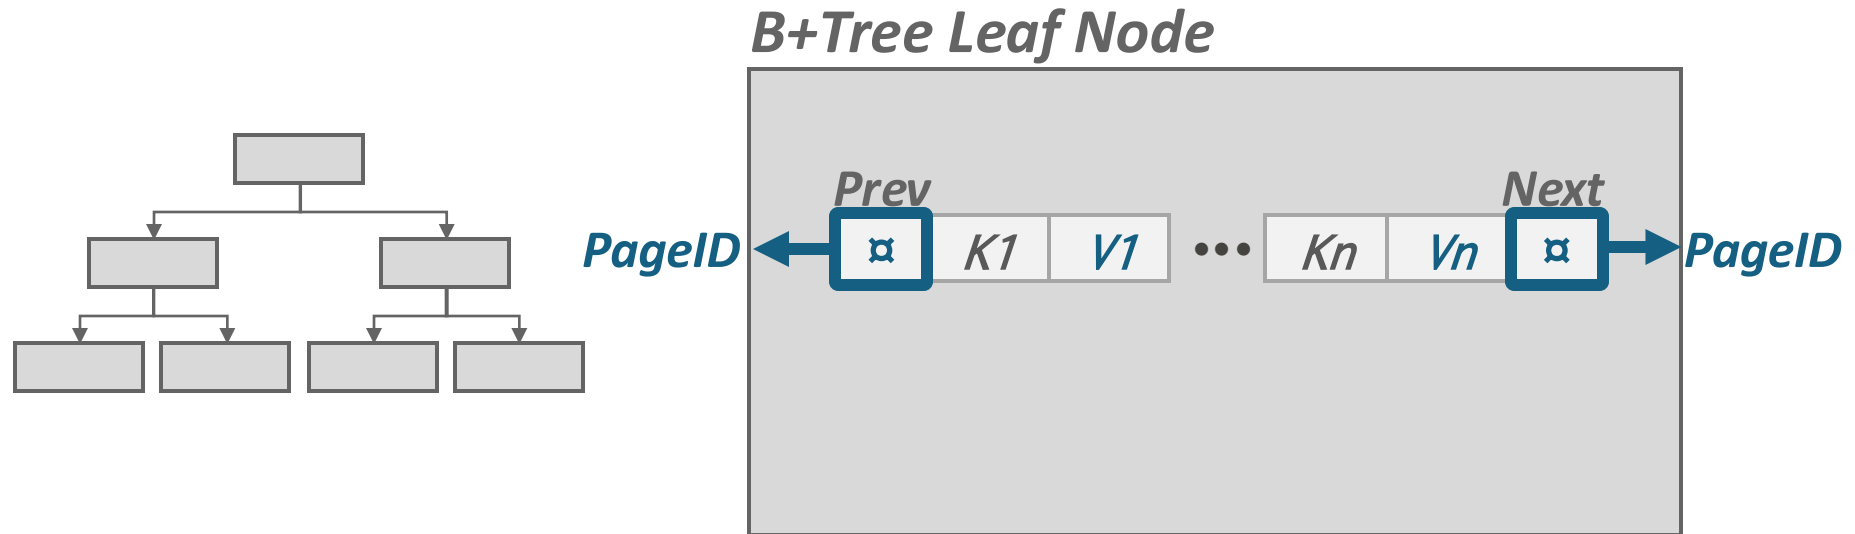 B+Tree Leaf Node
Prev Next
PageID ¤ K1 V1 ••• Kn Vn ¤ PageID